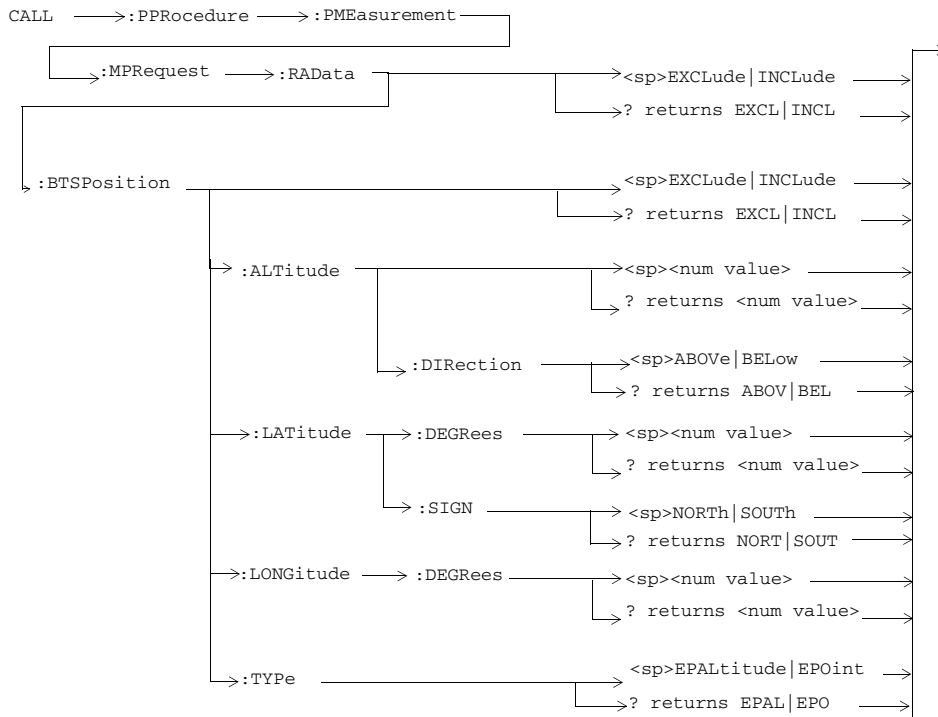 CALL :PPRocedure :PMEasurement
:MPRequest :RAData <sp>EXCLude|INCLude
? returns EXCL|INCL
:BTSPosition <sp>EXCLude|INCLude
? returns EXCL|INCL
:ALTitude <sp><num value>
? returns <num value>
:DIRection <sp>ABOVe|BELow
? returns ABOV|BEL
:LATitude :DEGRees <sp><num value>
? returns <num value>
:SIGN <sp>NORTh|SOUTh
? returns NORT|SOUT
:LONGitude :DEGRees <sp><num value>
? returns <num value>
:TYPe <sp>EPALtitude|EPOint
? returns EPAL|EPO